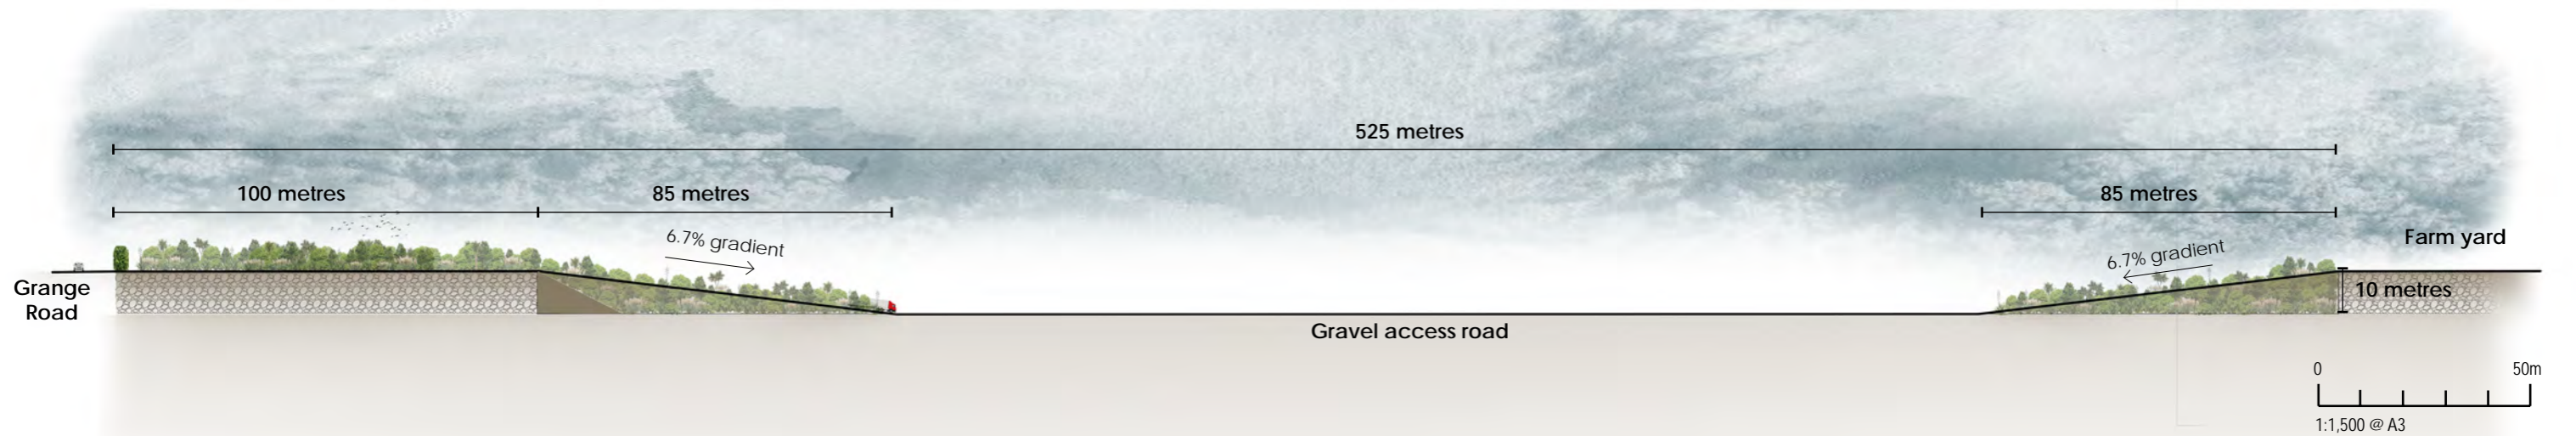 525 metres
100 metres
85 metres
85 metres
6.7% gradient
6.7% gradient
Farm yard
Grange
Road
10 metres
Gravel access road
0
50m
1:1,500 @ A3